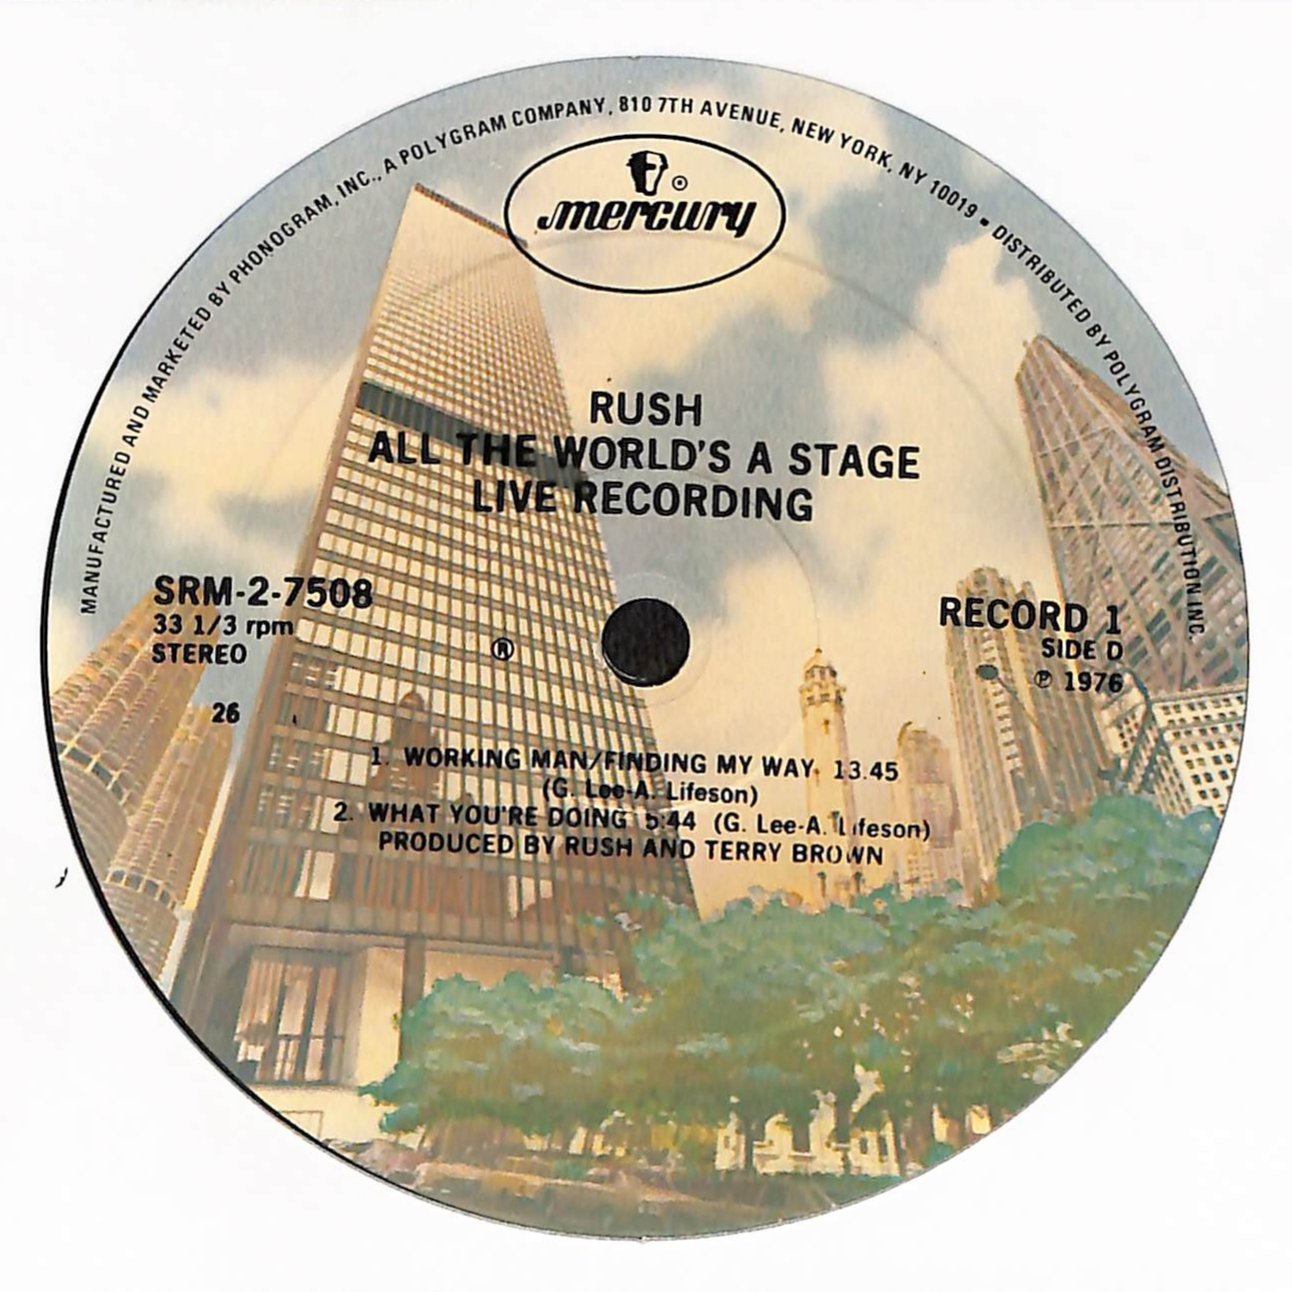 MANUFACTURED AND MARKETED BY PHONOGRAM, INC., A POLYGRAM COMPANY, 810 7TH AVENUE, NEW YORK, NY 10019 • DISTRIBUTED BY POLYGRAM DISTRIBUTION INC.
®
mercury
RUSH
ALL THE WORLD'S A STAGE
LIVE RECORDING
SRM-2-7508
33 1/3 rpm
STEREO
26
®
RECORD 1
SIDE D
℗ 1976
1. WORKING MAN/FINDING MY WAY. 13.45
(G. Lee-A. Lifeson)
2. WHAT YOU'RE DOING 5:44 (G. Lee-A. Lifeson)
PRODUCED BY RUSH AND TERRY BROWN